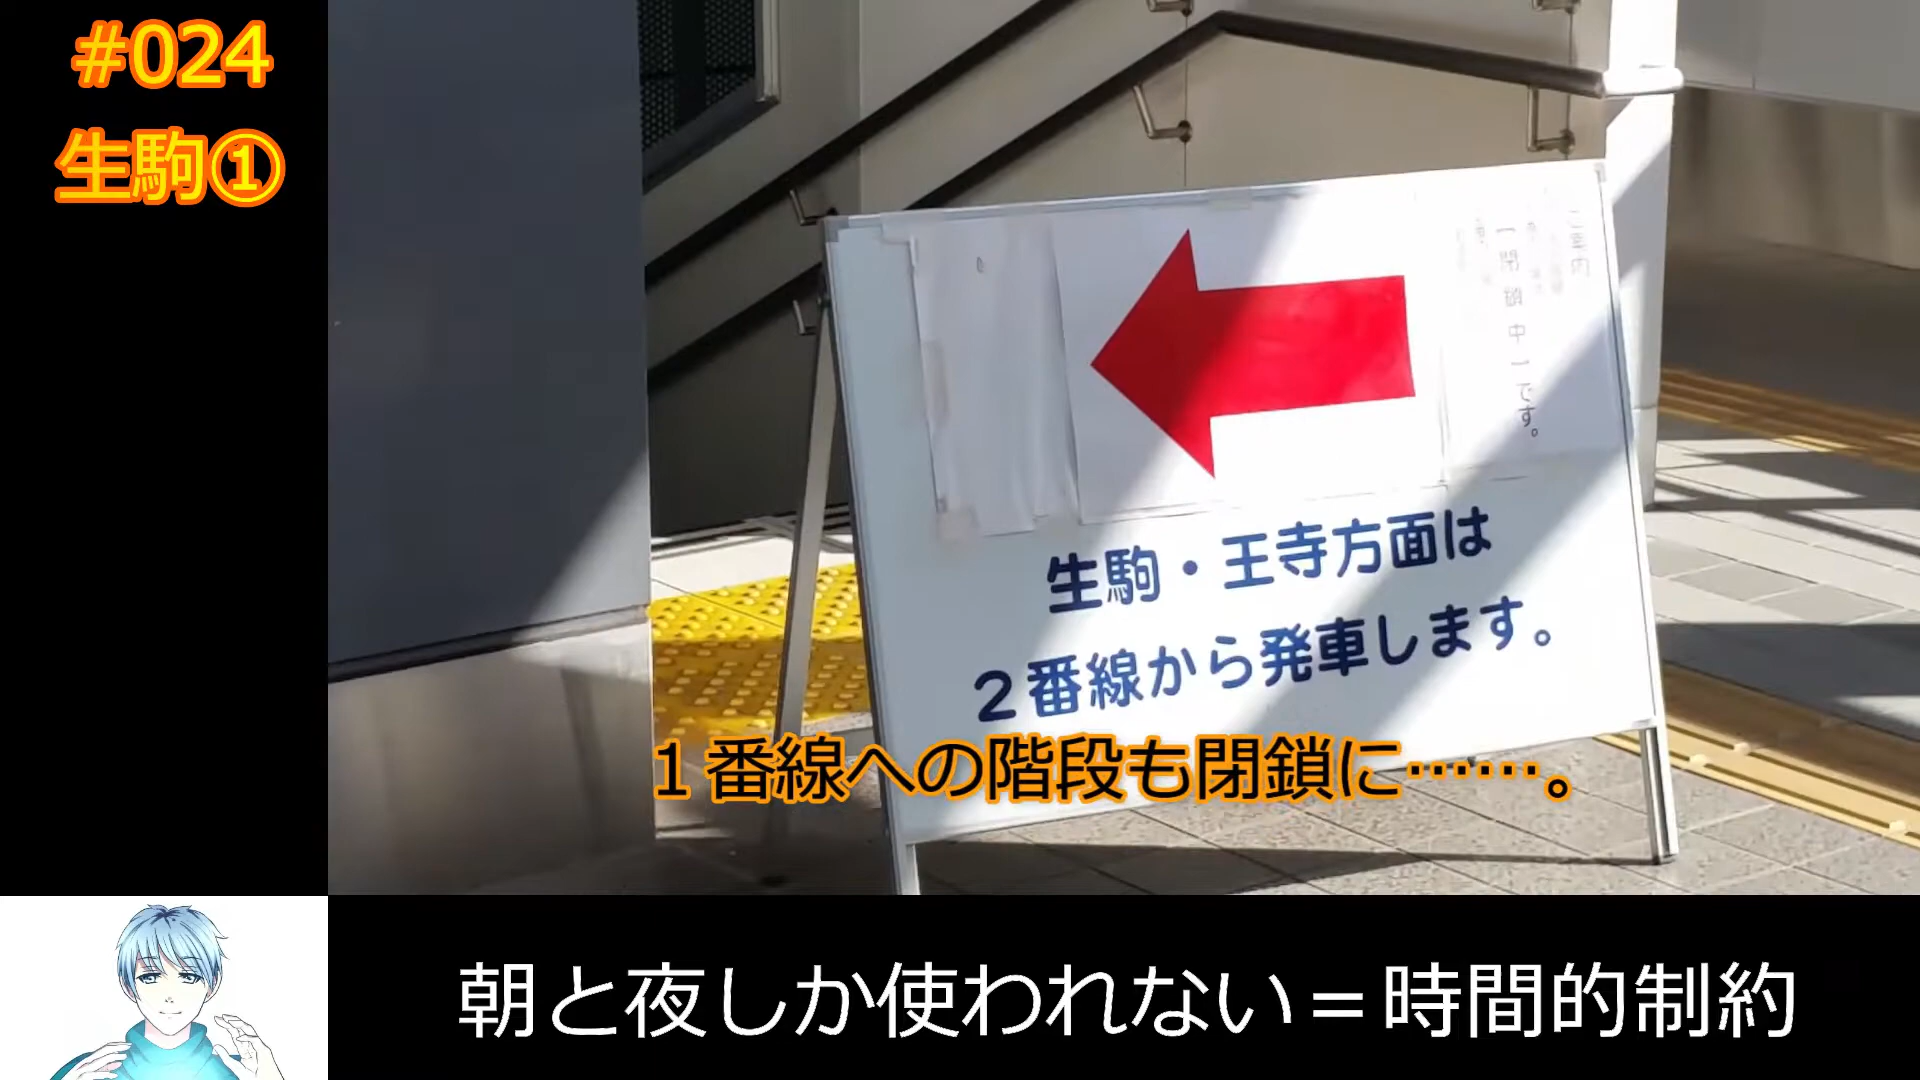 #024
生駒①
ご案内
【閉鎖中】です。
生駒・王寺方面は
2番線から発車します。
1番線への階段も閉鎖に……。
朝と夜しか使われない＝時間的制約